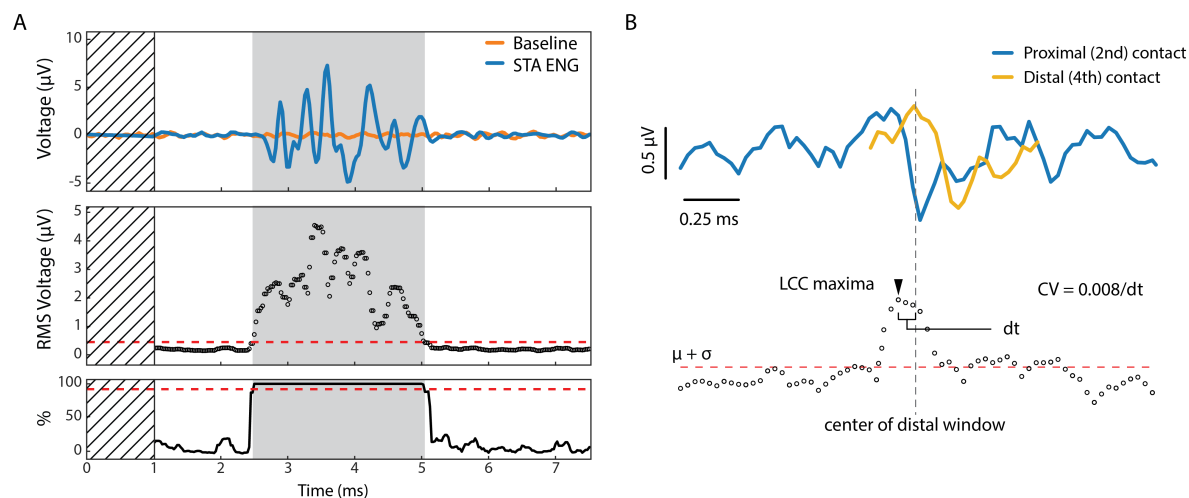 A
Voltage (μV)
10
5
0
-5
Baseline
STA ENG
RMS Voltage (μV)
5
4
3
2
1
0
%
100
50
0
0 1 2 3 4 5 6 7
Time (ms)
B
Proximal (2nd) contact
Distal (4th) contact
0.5 μV
0.25 ms
LCC maxima
CV = 0.008/dt
dt
μ + σ
center of distal window